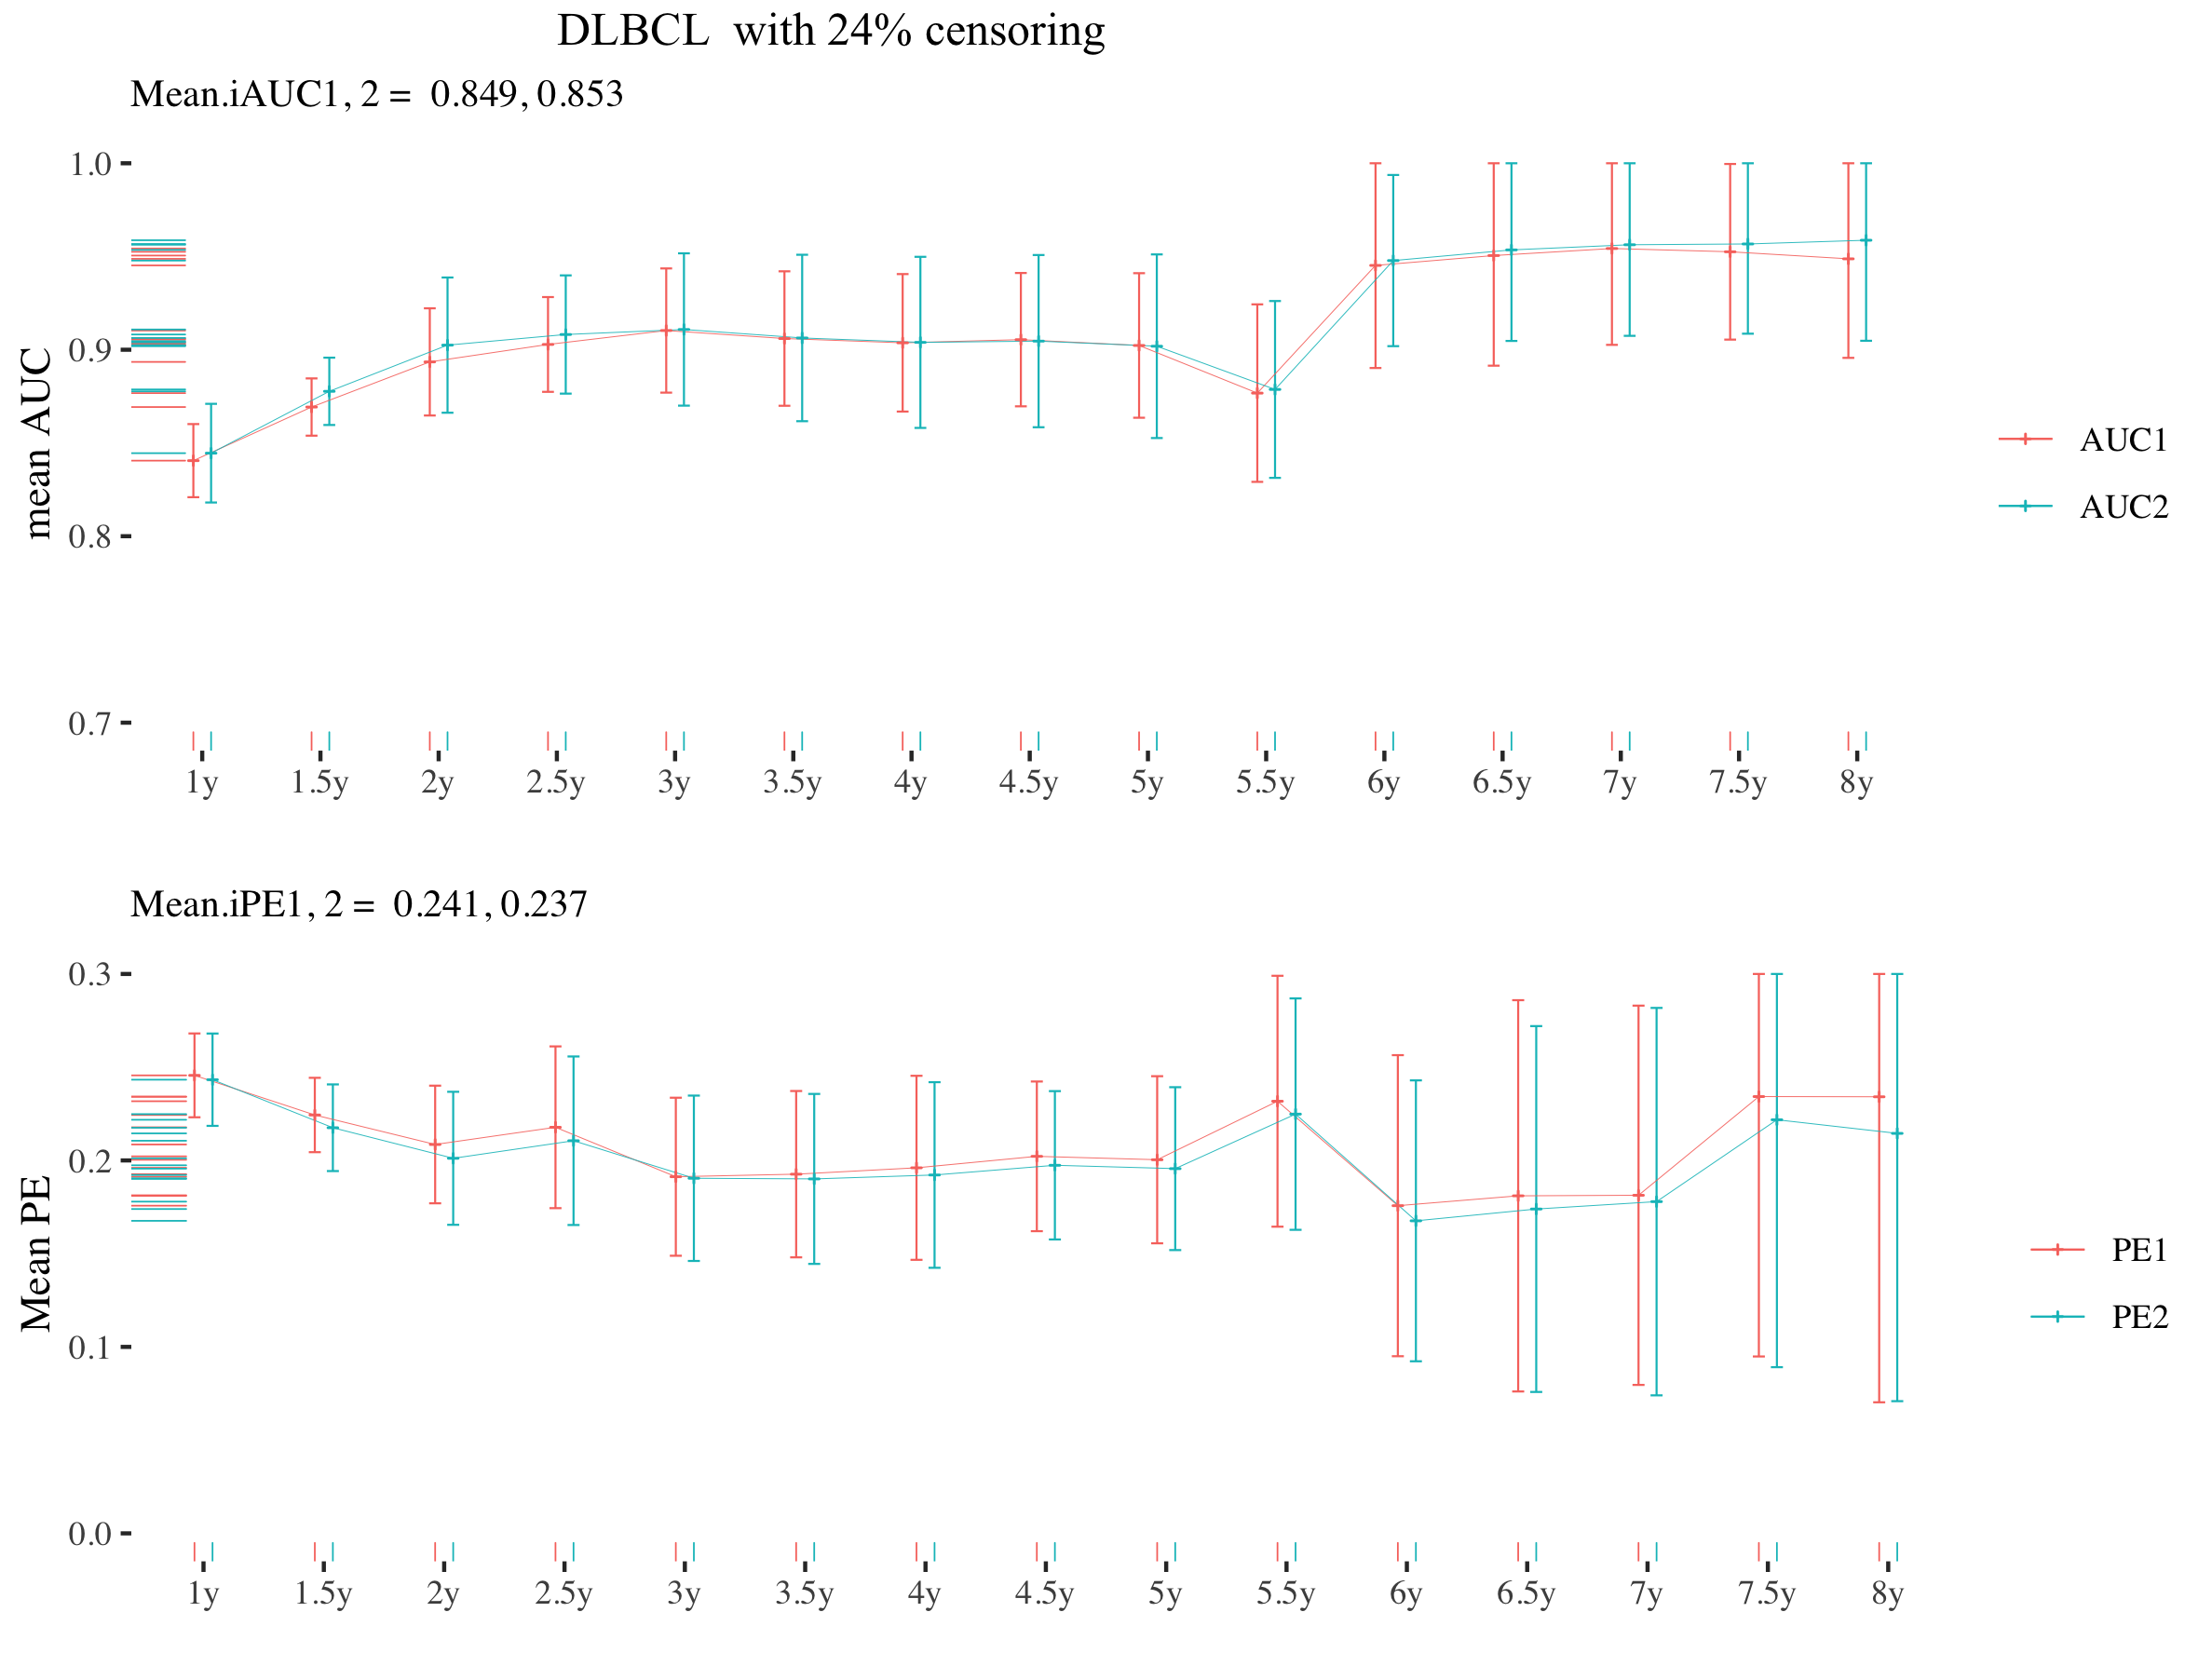 DLBCL with 24% censoring
Mean.iAUC1, 2 = 0.849, 0.853
mean AUC
1.0
0.9
0.8
0.7
1y 1.5y 2y 2.5y 3y 3.5y 4y 4.5y 5y 5.5y 6y 6.5y 7y 7.5y 8y
AUC1
AUC2
Mean.iPE1, 2 = 0.241, 0.237
Mean PE
0.3
0.2
0.1
0.0
1y 1.5y 2y 2.5y 3y 3.5y 4y 4.5y 5y 5.5y 6y 6.5y 7y 7.5y 8y
PE1
PE2